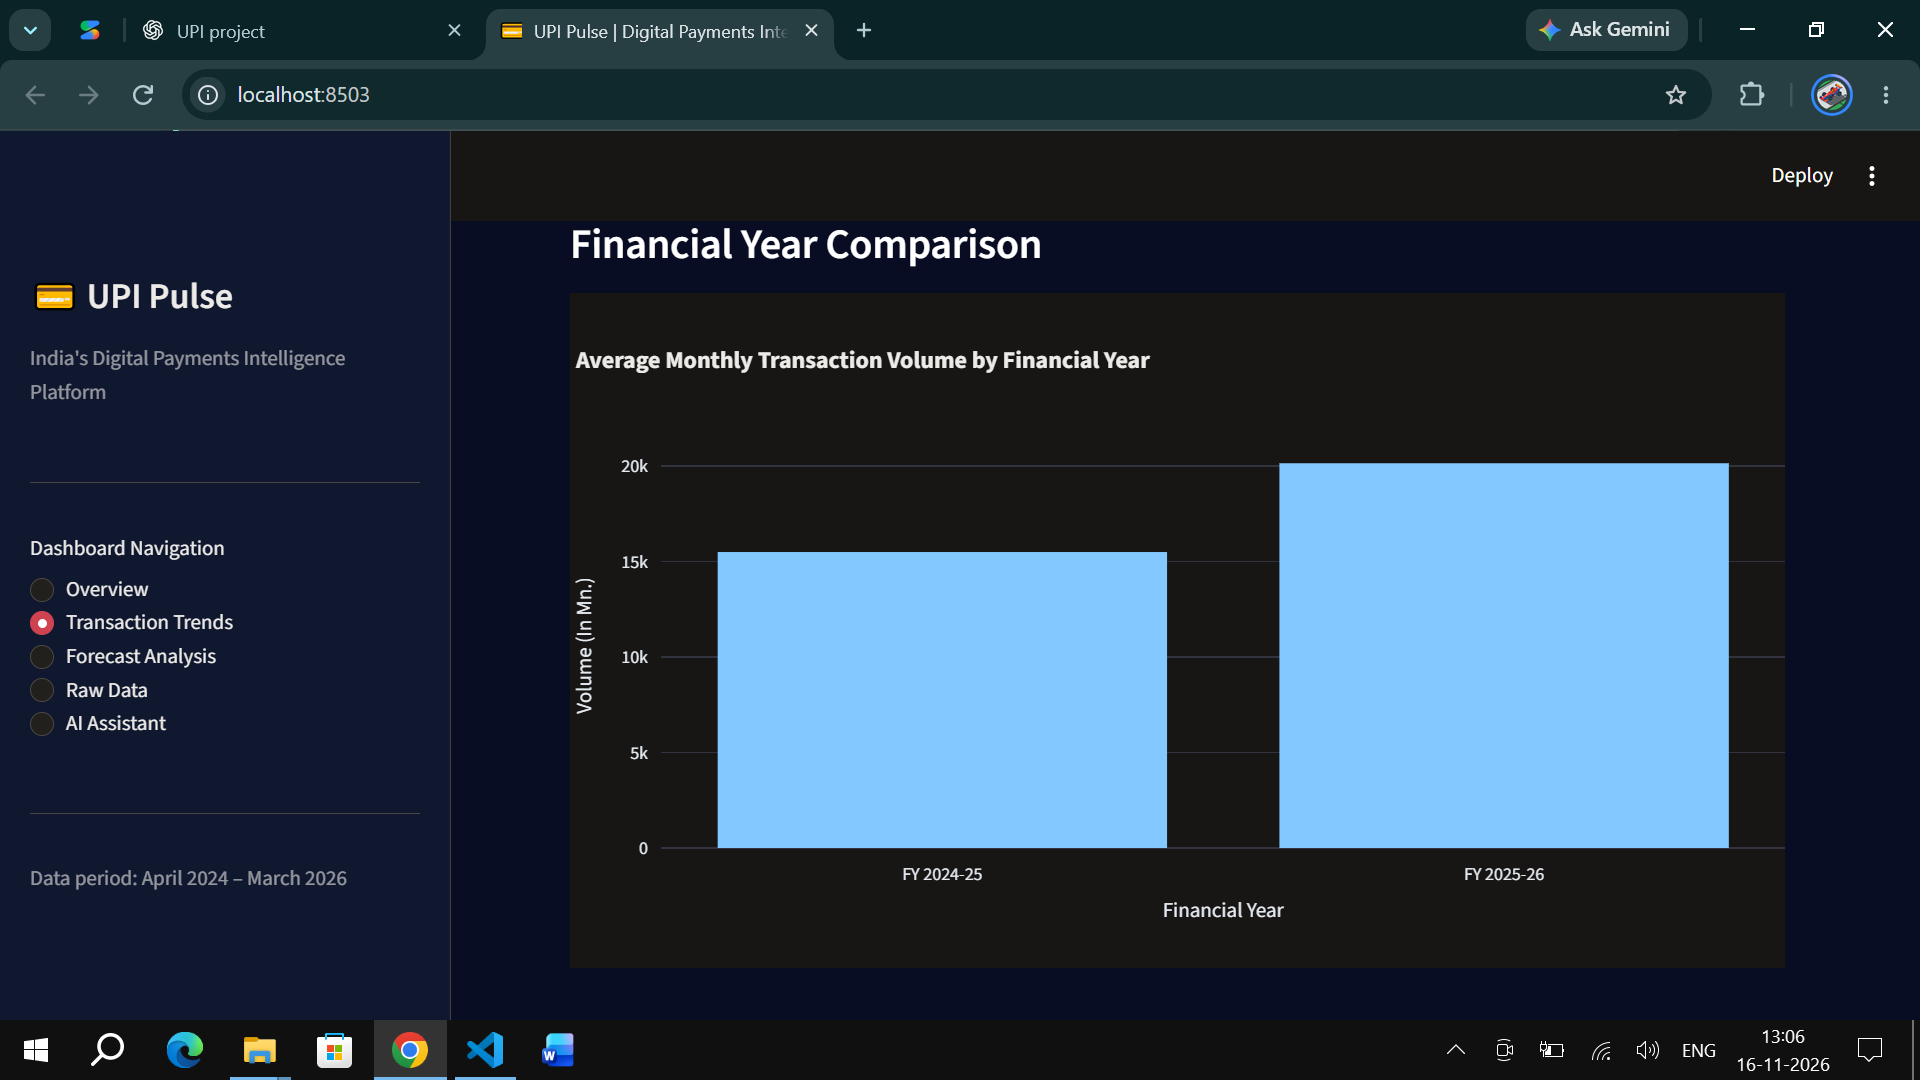 UPI project
UPI Pulse | Digital Payments Inte
Ask Gemini
localhost:8503
Deploy
UPI Pulse
India's Digital Payments Intelligence
Platform
Dashboard Navigation
Overview
Transaction Trends
Forecast Analysis
Raw Data
AI Assistant
Data period: April 2024 – March 2026
Financial Year Comparison
Average Monthly Transaction Volume by Financial Year
Volume (In Mn.)
20k
15k
10k
5k
0
FY 2024-25
FY 2025-26
Financial Year
W
ENG
13:06
16-11-2026